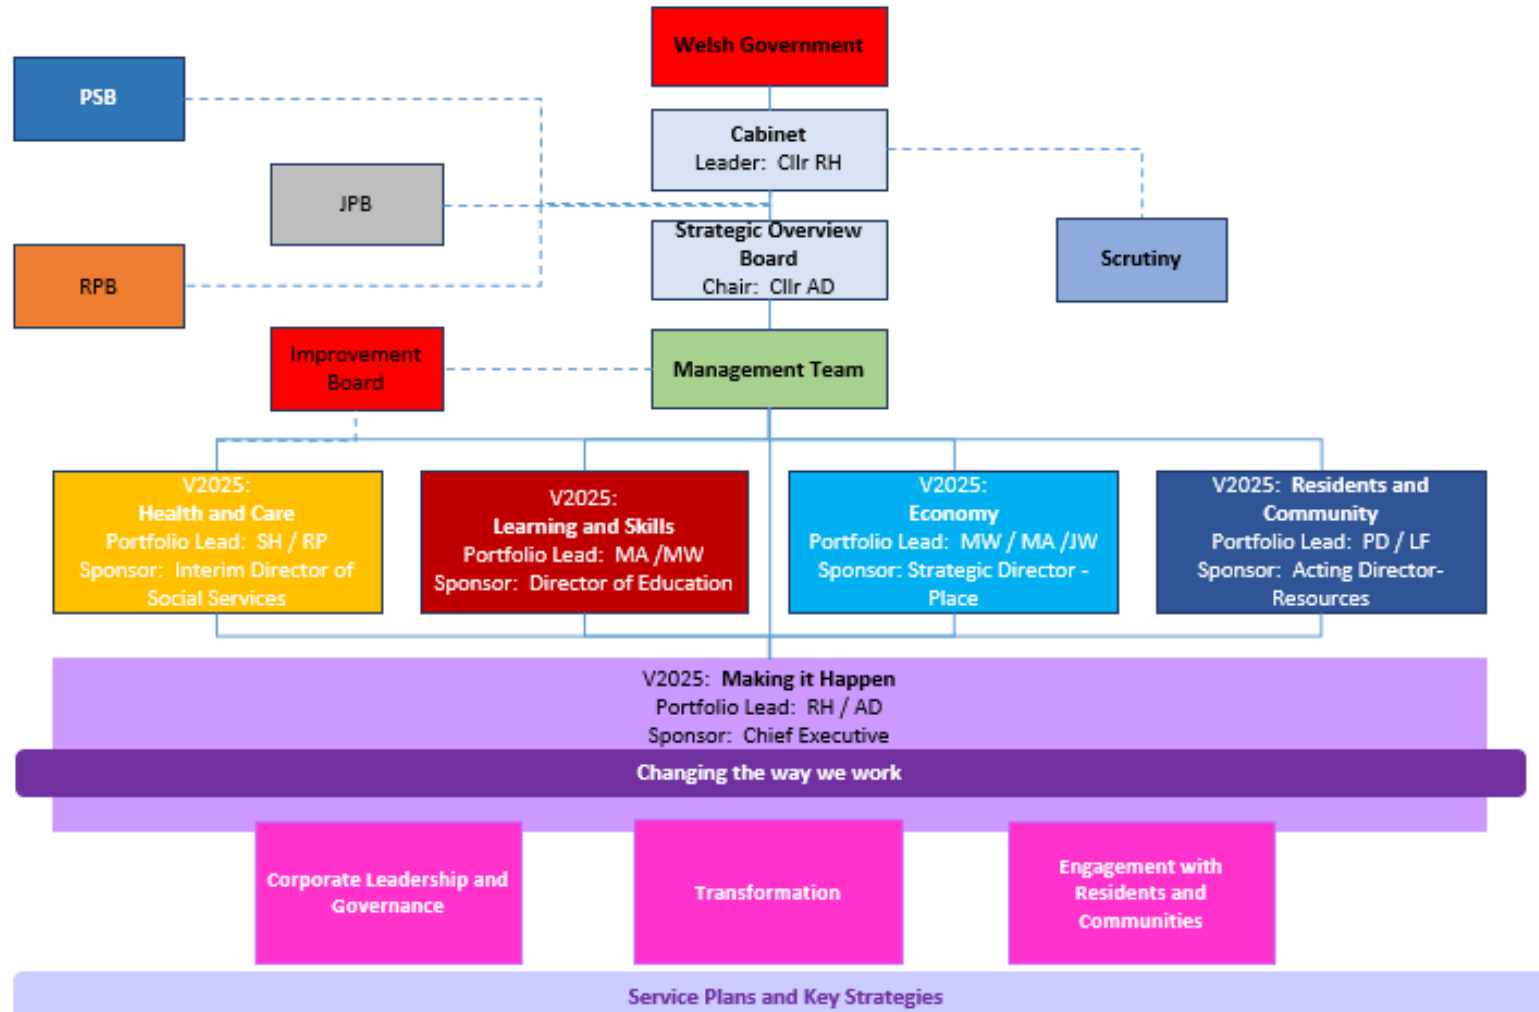 Welsh Government
PSB
Cabinet
Leader: Cllr RH
JPB
Strategic Overview
Board
Chair: Cllr AD
Scrutiny
RPB
Improvement
Board
Management Team
V2025:
Health and Care
Portfolio Lead: SH / RP
Sponsor: Interim Director of
Social Services
V2025:
Learning and Skills
Portfolio Lead: MA /MW
Sponsor: Director of Education
V2025:
Economy
Portfolio Lead: MW / MA /JW
Sponsor: Strategic Director -
Place
V2025: Residents and
Community
Portfolio Lead: PD / LF
Sponsor: Acting Director-
Resources
V2025: Making it Happen
Portfolio Lead: RH / AD
Sponsor: Chief Executive
Changing the way we work
Corporate Leadership and
Governance
Transformation
Engagement with
Residents and
Communities
Service Plans and Key Strategies